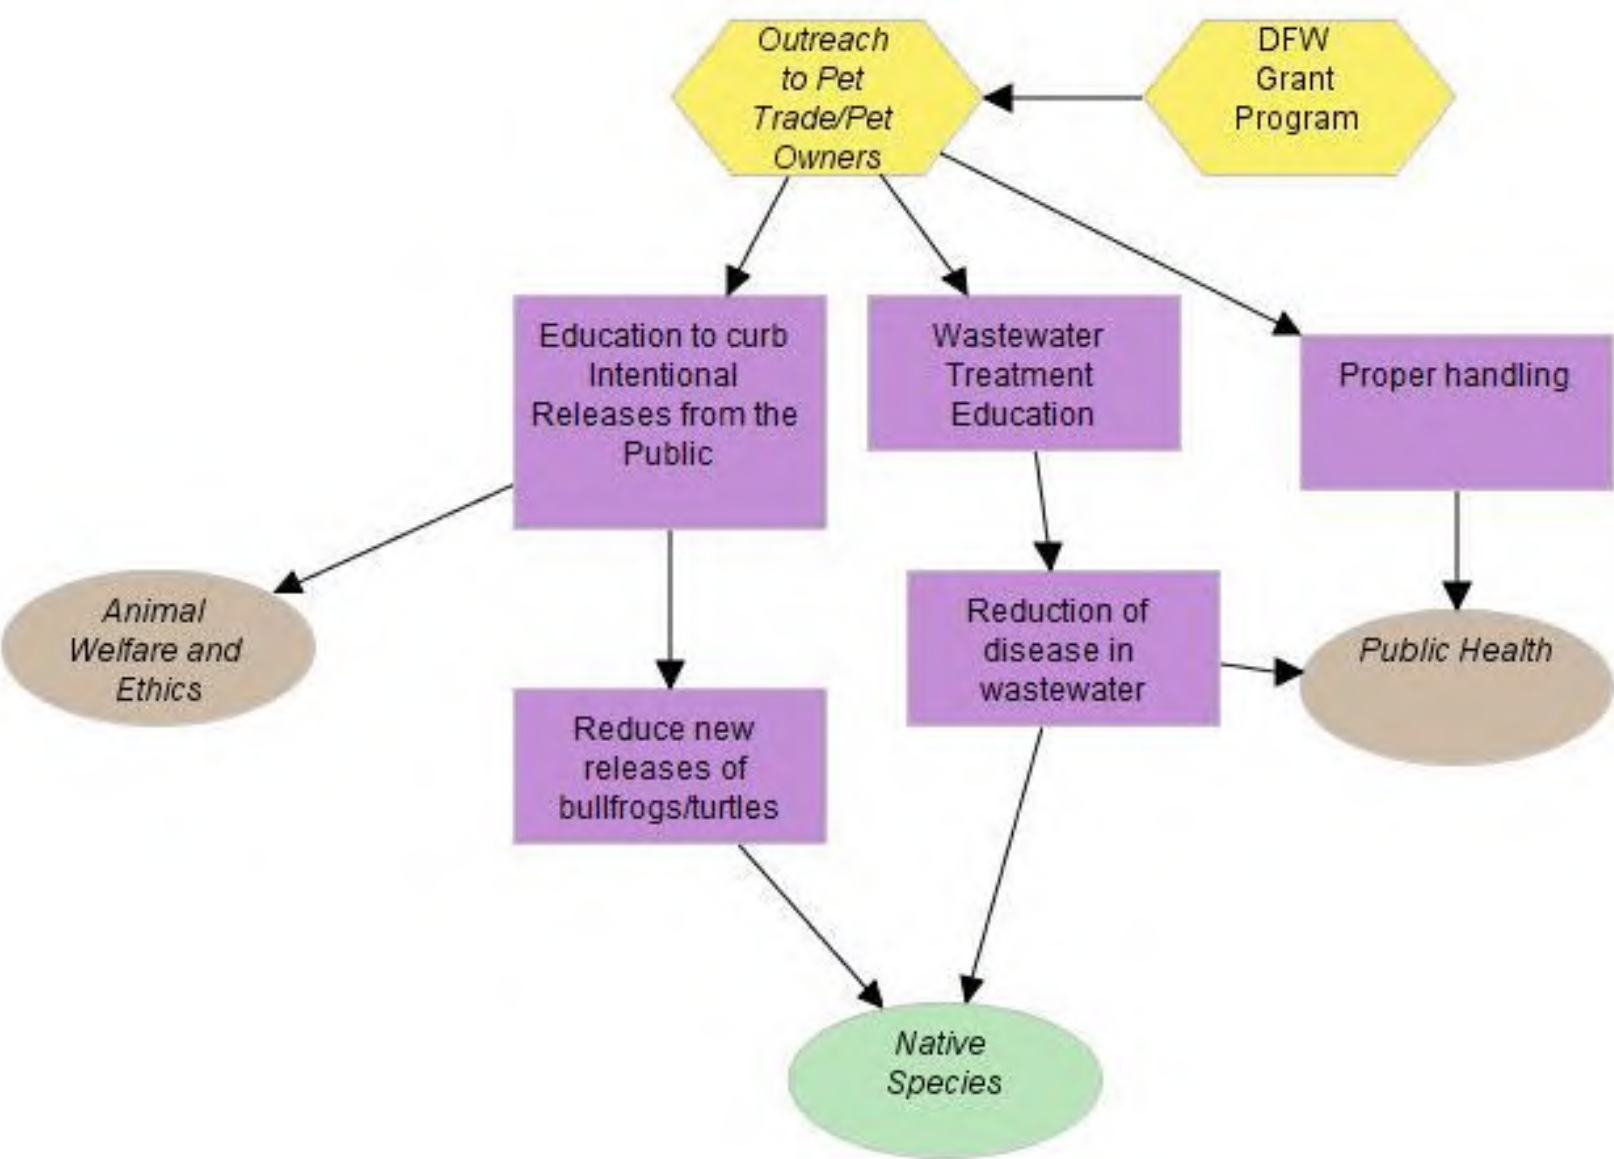 Outreach
to Pet
Trade/Pet
Owners
DFW
Grant
Program
Education to curb
Intentional
Releases from the
Public
Wastewater
Treatment
Education
Proper handling
Animal
Welfare and
Ethics
Reduction of
disease in
wastewater
Public Health
Reduce new
releases of
bullfrogs/turtles
Native
Species